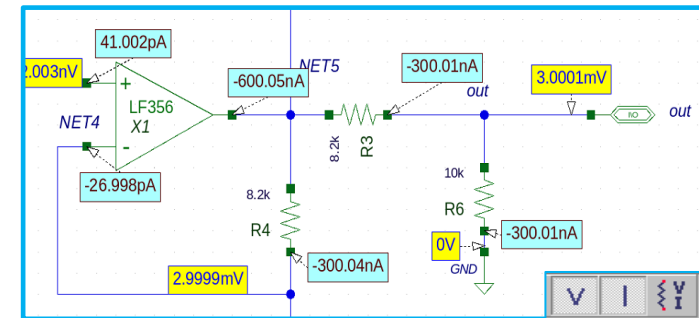 41.002pA
2.003nV
NET5
-600.05nA
-300.01nA
out
3.0001mV
+
LF356
X1
NET4
-
8.2k
R3
I/O
out
-26.998pA
8.2k
R4
10k
R6
-300.01nA
0V
GND
-300.04nA
2.9999mV
V
I
V
I